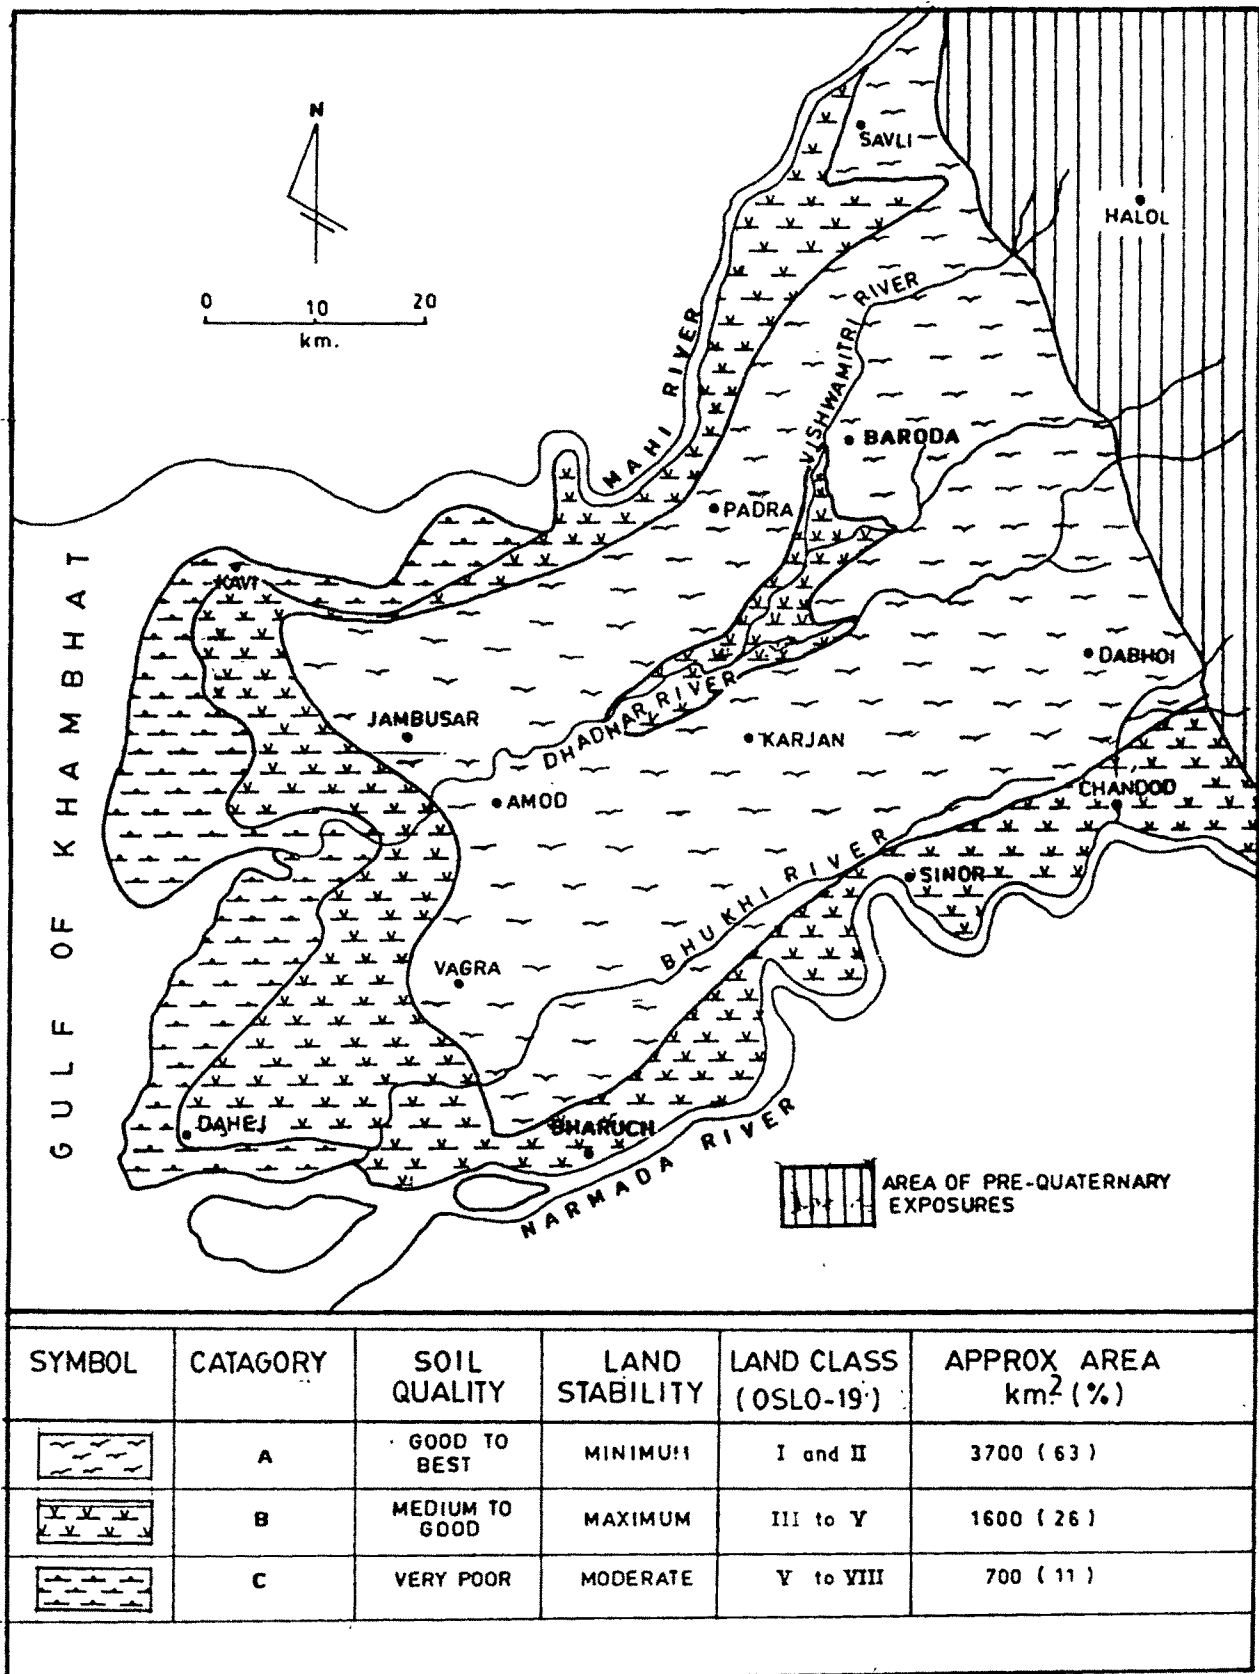 N
0 10 20
km.
SAVLI
HALOL
MAHI RIVER
VISHWAMITRI RIVER
BARODA
PADRA
KAVI
GULF OF KHAMBHAT
DABHOI
JAMBUSAR
DHADHAR RIVER
KARJAN
AMOD
CHANDOD
SINOR
BHUKHI RIVER
VAGRA
DAHEJ
BHARUCH
NARMADA RIVER
AREA OF PRE-QUATERNARY
EXPOSURES
SYMBOL CATAGORY SOIL LAND LAND CLASS APPROX AREA
QUALITY STABILITY (OSLO-19') km² (%)
A GOOD TO BEST MINIMUM I and II 3700 (63)
B MEDIUM TO GOOD MAXIMUM III to V 1600 (26)
C VERY POOR MODERATE V to VIII 700 (11)